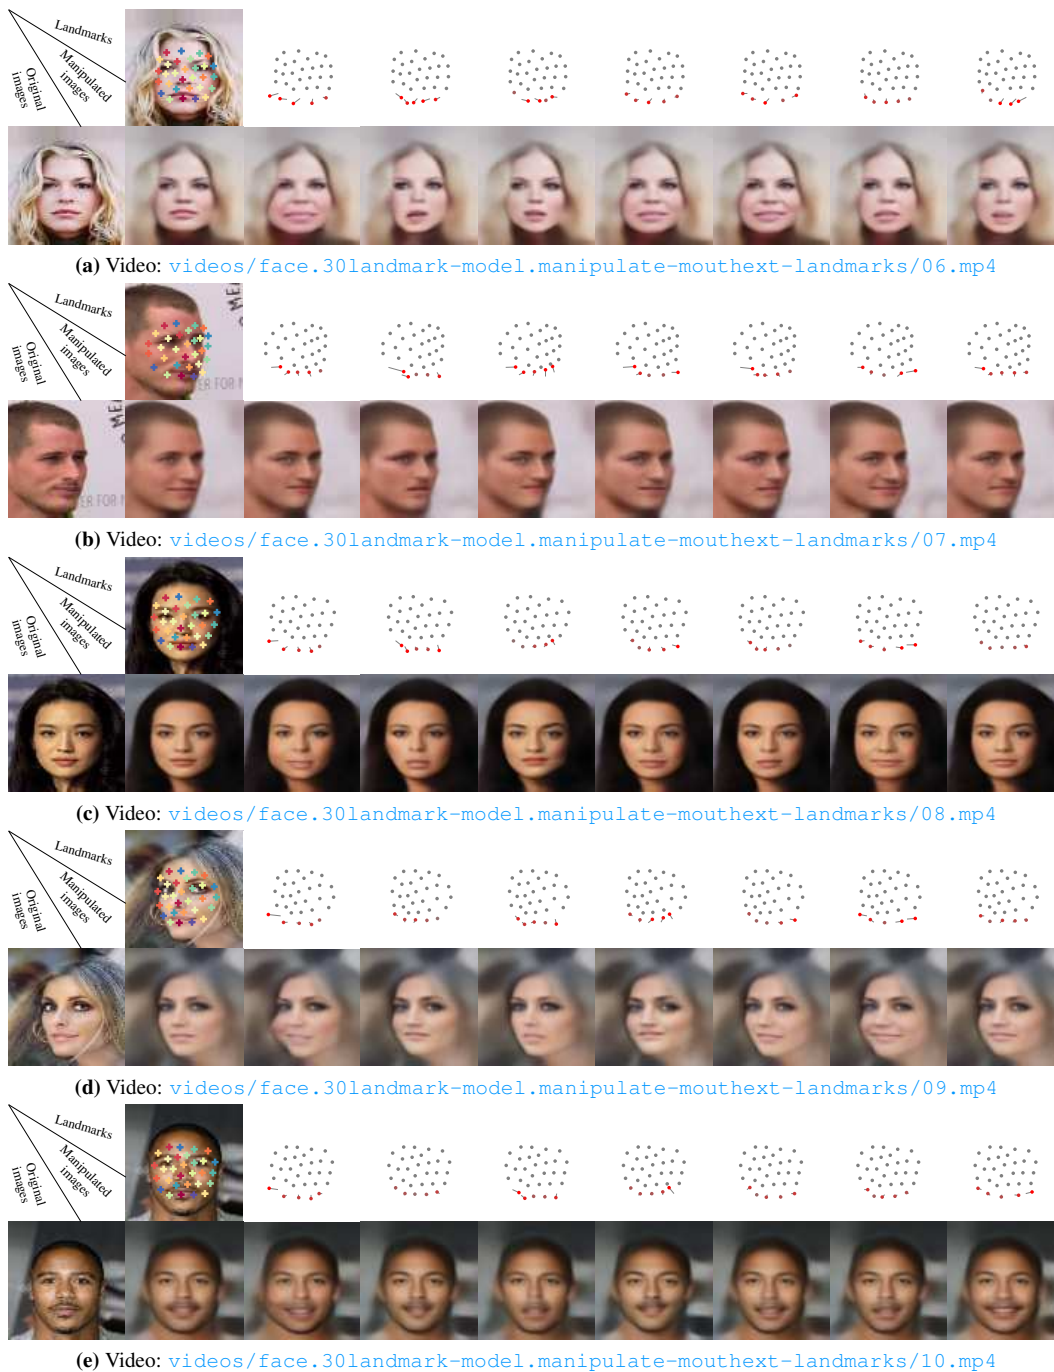 Landmarks
Manipulated
images
Original
images
(a) Video: videos/face.30landmark-model.manipulate-mouthext-landmarks/06.mp4
Landmarks
Manipulated
images
Original
images
(b) Video: videos/face.30landmark-model.manipulate-mouthext-landmarks/07.mp4
Landmarks
Manipulated
images
Original
images
(c) Video: videos/face.30landmark-model.manipulate-mouthext-landmarks/08.mp4
Landmarks
Manipulated
images
Original
images
(d) Video: videos/face.30landmark-model.manipulate-mouthext-landmarks/09.mp4
Landmarks
Manipulated
images
Original
images
(e) Video: videos/face.30landmark-model.manipulate-mouthext-landmarks/10.mp4